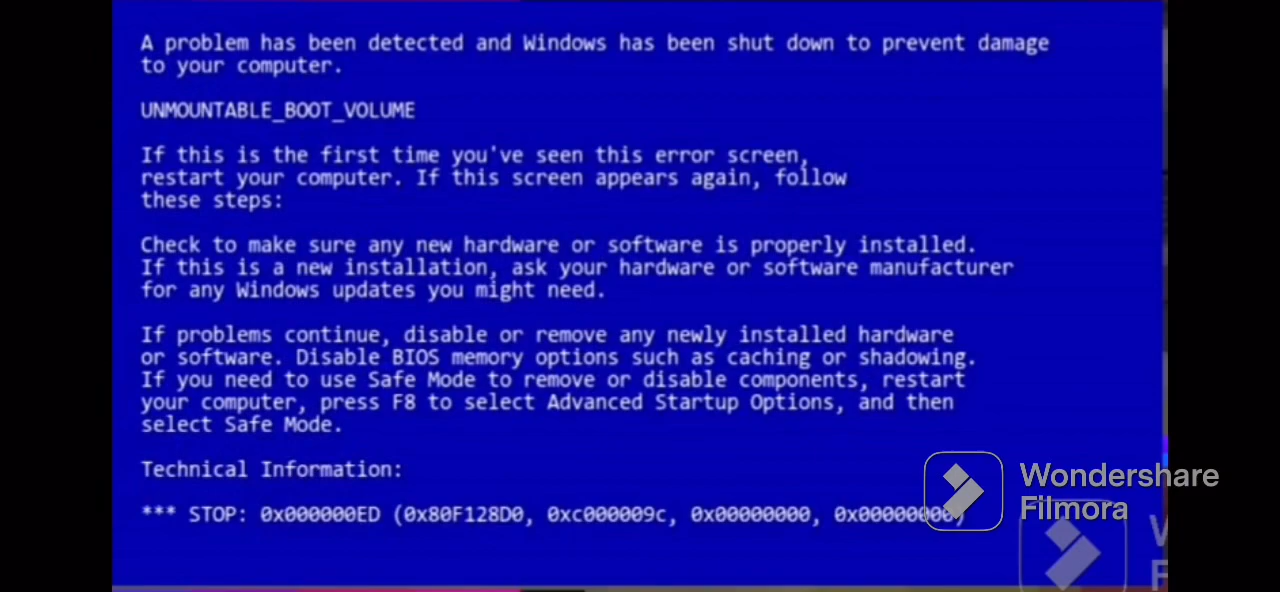 A problem has been detected and Windows has been shut down to prevent damage
to your computer.
UNMOUNTABLE_BOOT_VOLUME
If this is the first time you've seen this error screen,
restart your computer. If this screen appears again, follow
these steps:
Check to make sure any new hardware or software is properly installed.
If this is a new installation, ask your hardware or software manufacturer
for any Windows updates you might need.
If problems continue, disable or remove any newly installed hardware
or software. Disable BIOS memory options such as caching or shadowing.
If you need to use Safe Mode to remove or disable components, restart
your computer, press F8 to select Advanced Startup Options, and then
select Safe Mode.
Technical Information:
*** STOP: 0x000000ED (0x80F128D0, 0xc000009c, 0x00000000, 0x00000000)
Wondershare
Filmora